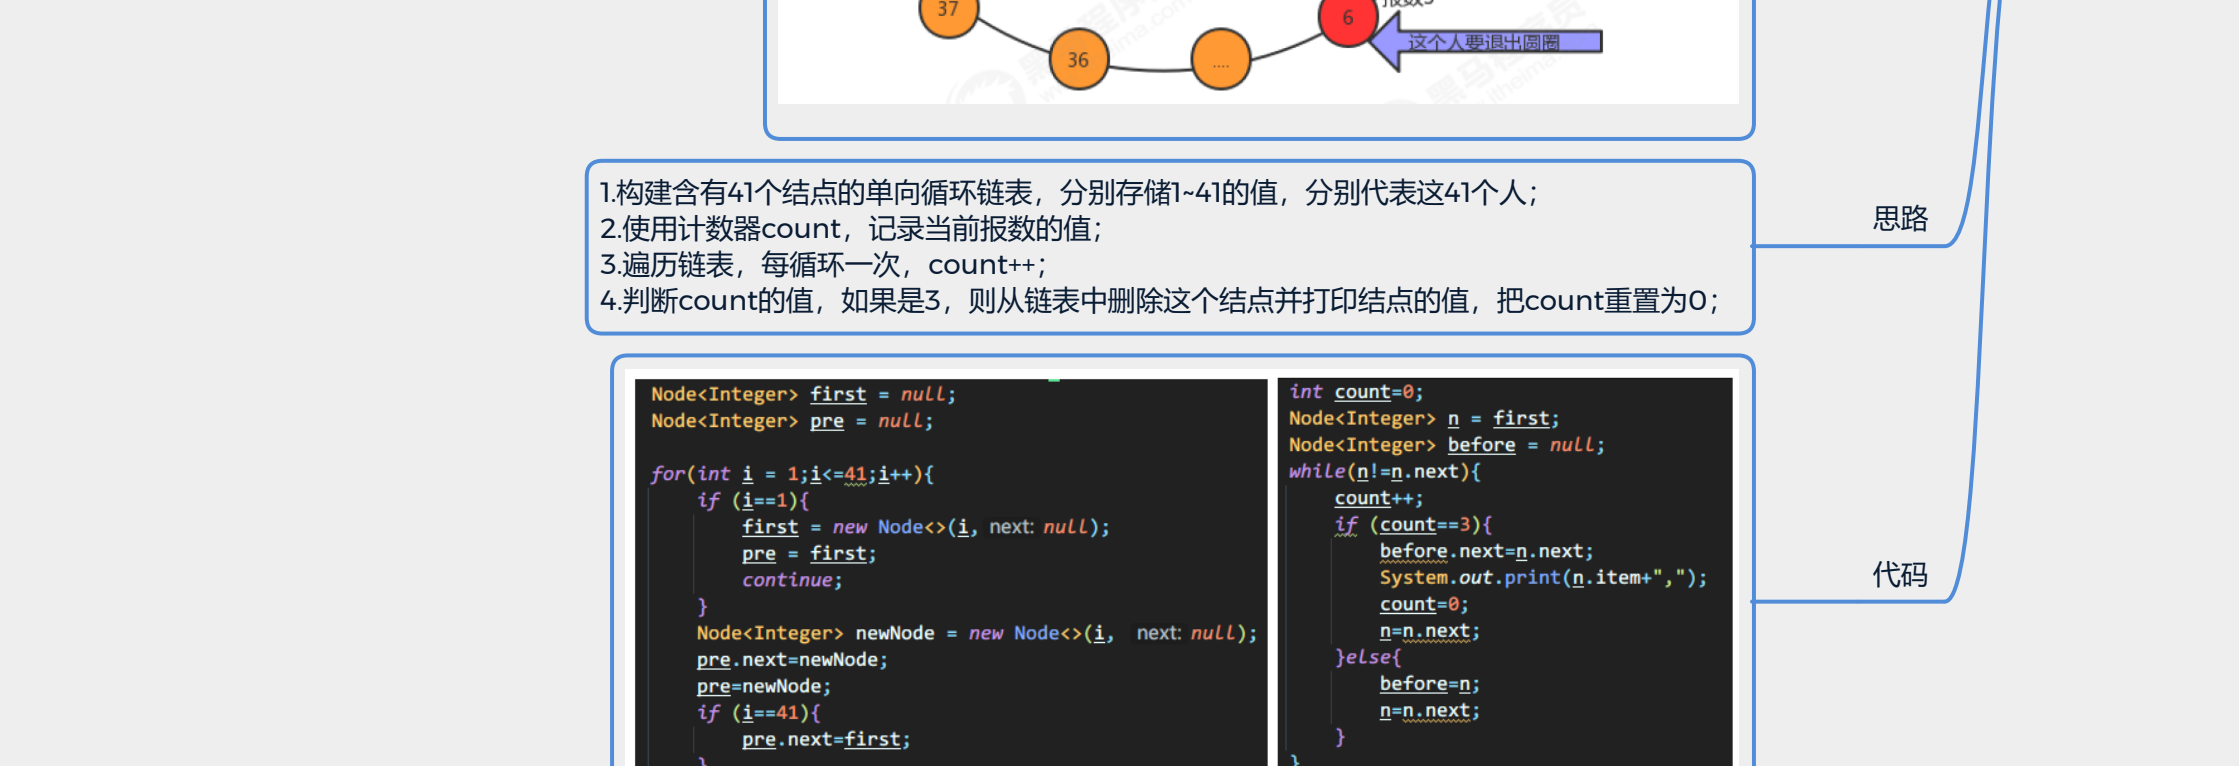 37
36
....
6
报数3
这个人要退出圆圈
1.构建含有41个结点的单向循环链表，分别存储1~41的值，分别代表这41个人；
2.使用计数器count，记录当前报数的值；
3.遍历链表，每循环一次，count++；
4.判断count的值，如果是3，则从链表中删除这个结点并打印结点的值，把count重置为0；
思路
Node<Integer> first = null;
Node<Integer> pre = null;
for(int i = 1;i<=41;i++){
if (i==1){
first = new Node<>(i, next: null);
pre = first;
continue;
}
Node<Integer> newNode = new Node<>(i, next: null);
pre.next=newNode;
pre=newNode;
if (i==41){
pre.next=first;
}
int count=0;
Node<Integer> n = first;
Node<Integer> before = null;
while(n!=n.next){
count++;
if (count==3){
before.next=n.next;
System.out.print(n.item+",");
count=0;
n=n.next;
}else{
before=n;
n=n.next;
}
}
代码